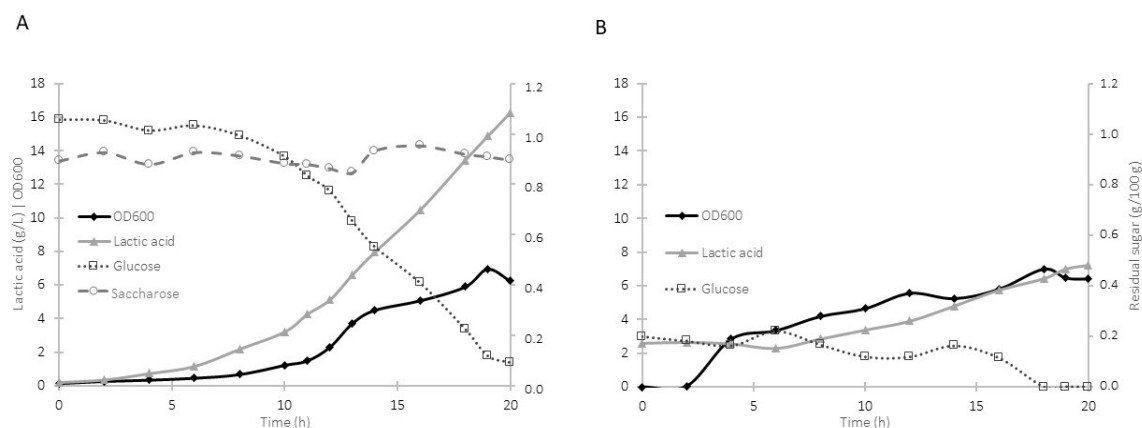 A
B
18
16
14
12
10
8
6
4
2
0
1.2
1.0
0.8
0.6
0.4
0.2
0.0
0 5 10 15 20
Time (h)
Lactic acid (g/L) | OD600
OD600
Lactic acid
Glucose
Saccharose
18
16
14
12
10
8
6
4
2
0
1.2
1.0
0.8
0.6
0.4
0.2
0.0
0 5 10 15 20
Time (h)
Residual sugar (g/100 g)
OD600
Lactic acid
Glucose